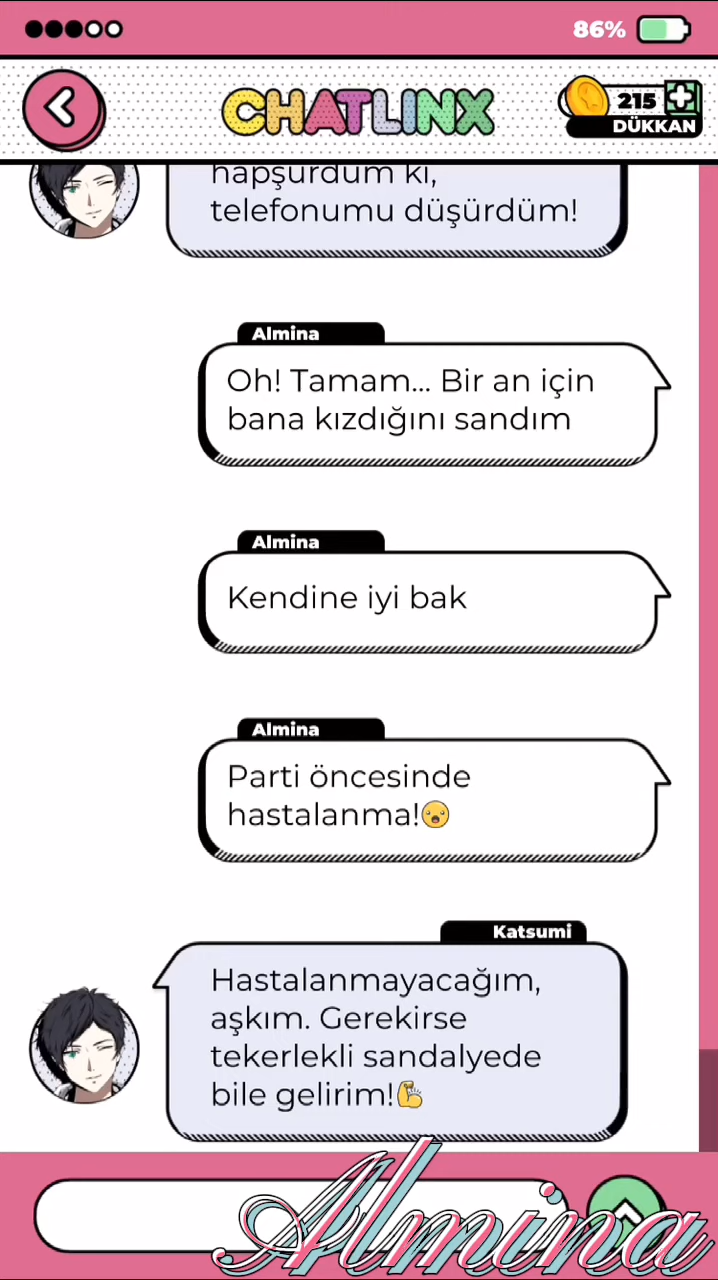 86%
CHATLINX
215
DÜKKAN
hapşurdum ki,
telefonumu düşürdüm!
Almina
Oh! Tamam... Bir an için
bana kızdığını sandım
Almina
Kendine iyi bak
Almina
Parti öncesinde
hastalanma!😮
Katsumi
Hastalanmayacağım,
aşkım. Gerekirse
tekerlekli sandalyede
bile gelirim!💪
Almina